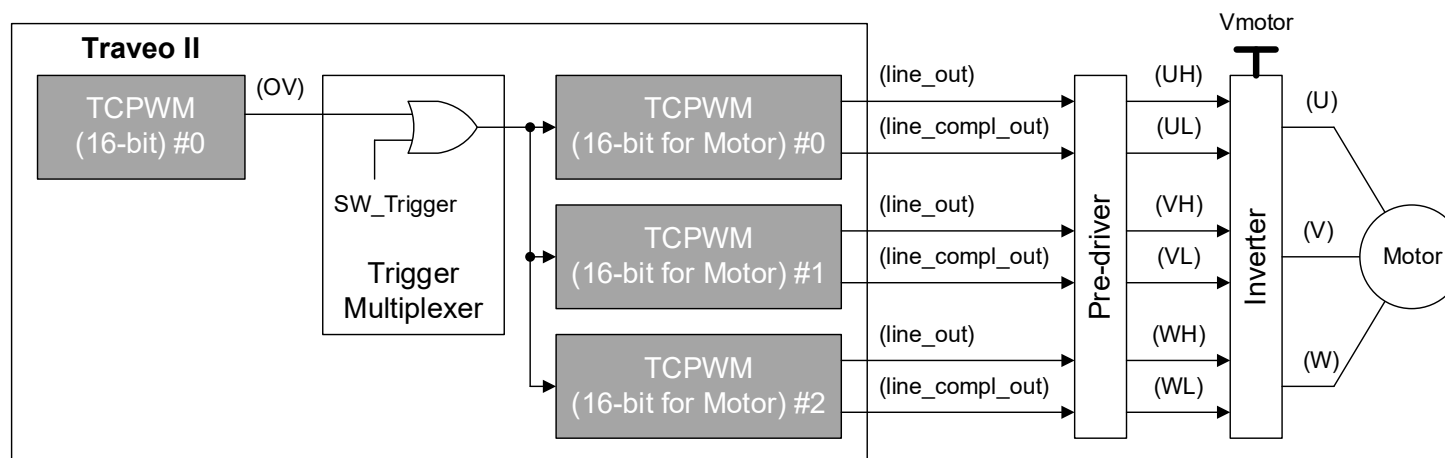 Vmotor
Traveo II
TCPWM
(16-bit) #0
(OV)
SW_Trigger
Trigger
Multiplexer
TCPWM
(16-bit for Motor) #0
TCPWM
(16-bit for Motor) #1
TCPWM
(16-bit for Motor) #2
(line_out)
(line_compl_out)
(line_out)
(line_compl_out)
(line_out)
(line_compl_out)
Pre-driver
(UH)
(UL)
(VH)
(VL)
(WH)
(WL)
Inverter
(U)
(V)
(W)
Motor